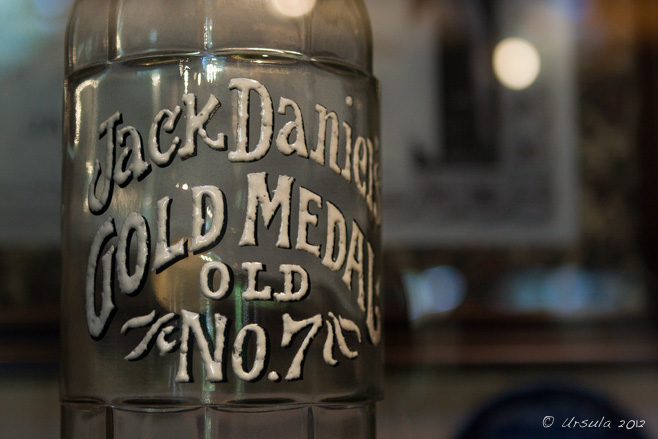 Jack Daniel's
GOLD MEDAL
OLD
No. 7
© Ursula 2012